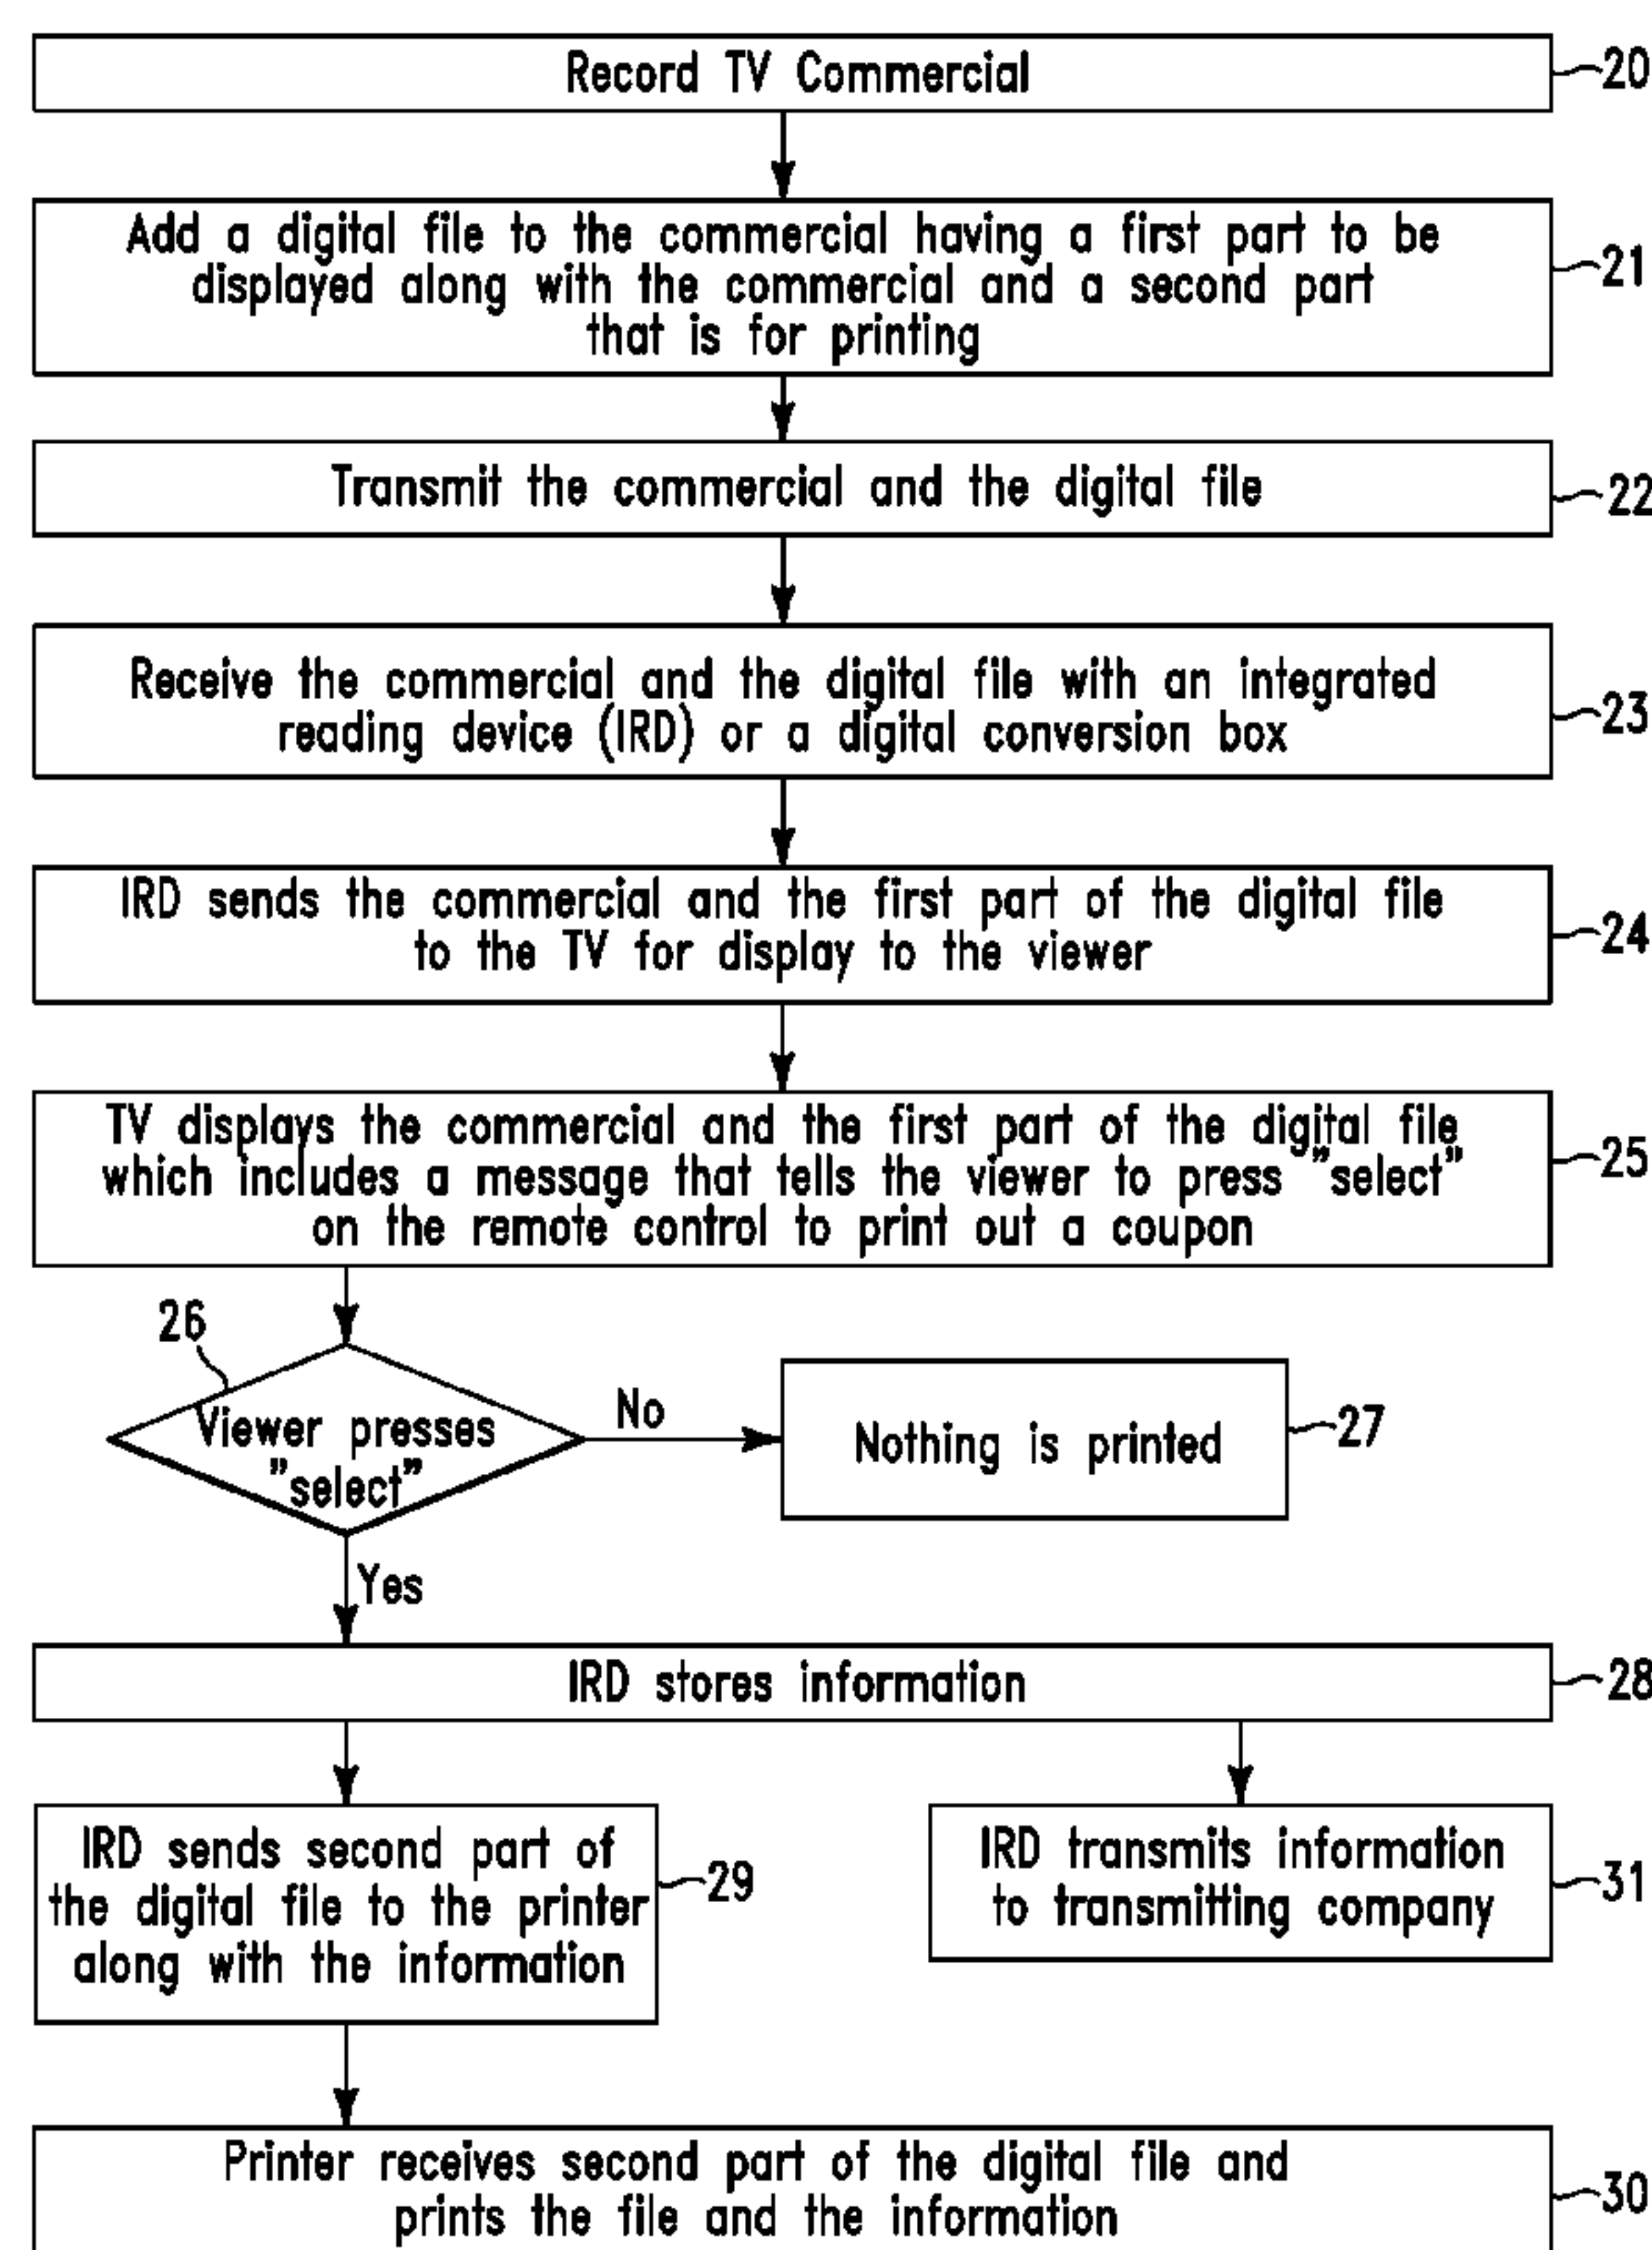 Record TV Commercial
20
Add a digital file to the commercial having a first part to be
displayed along with the commercial and a second part
that is for printing
21
Transmit the commercial and the digital file
22
Receive the commercial and the digital file with an integrated
reading device (IRD) or a digital conversion box
23
IRD sends the commercial and the first part of the digital file
to the TV for display to the viewer
24
TV displays the commercial and the first part of the digital file
which includes a message that tells the viewer to press "select"
on the remote control to print out a coupon
25
26
Viewer presses
"select"
No
Nothing is printed
27
Yes
IRD stores information
28
IRD sends second part of
the digital file to the printer
along with the information
29
IRD transmits information
to transmitting company
31
Printer receives second part of the digital file and
prints the file and the information
30